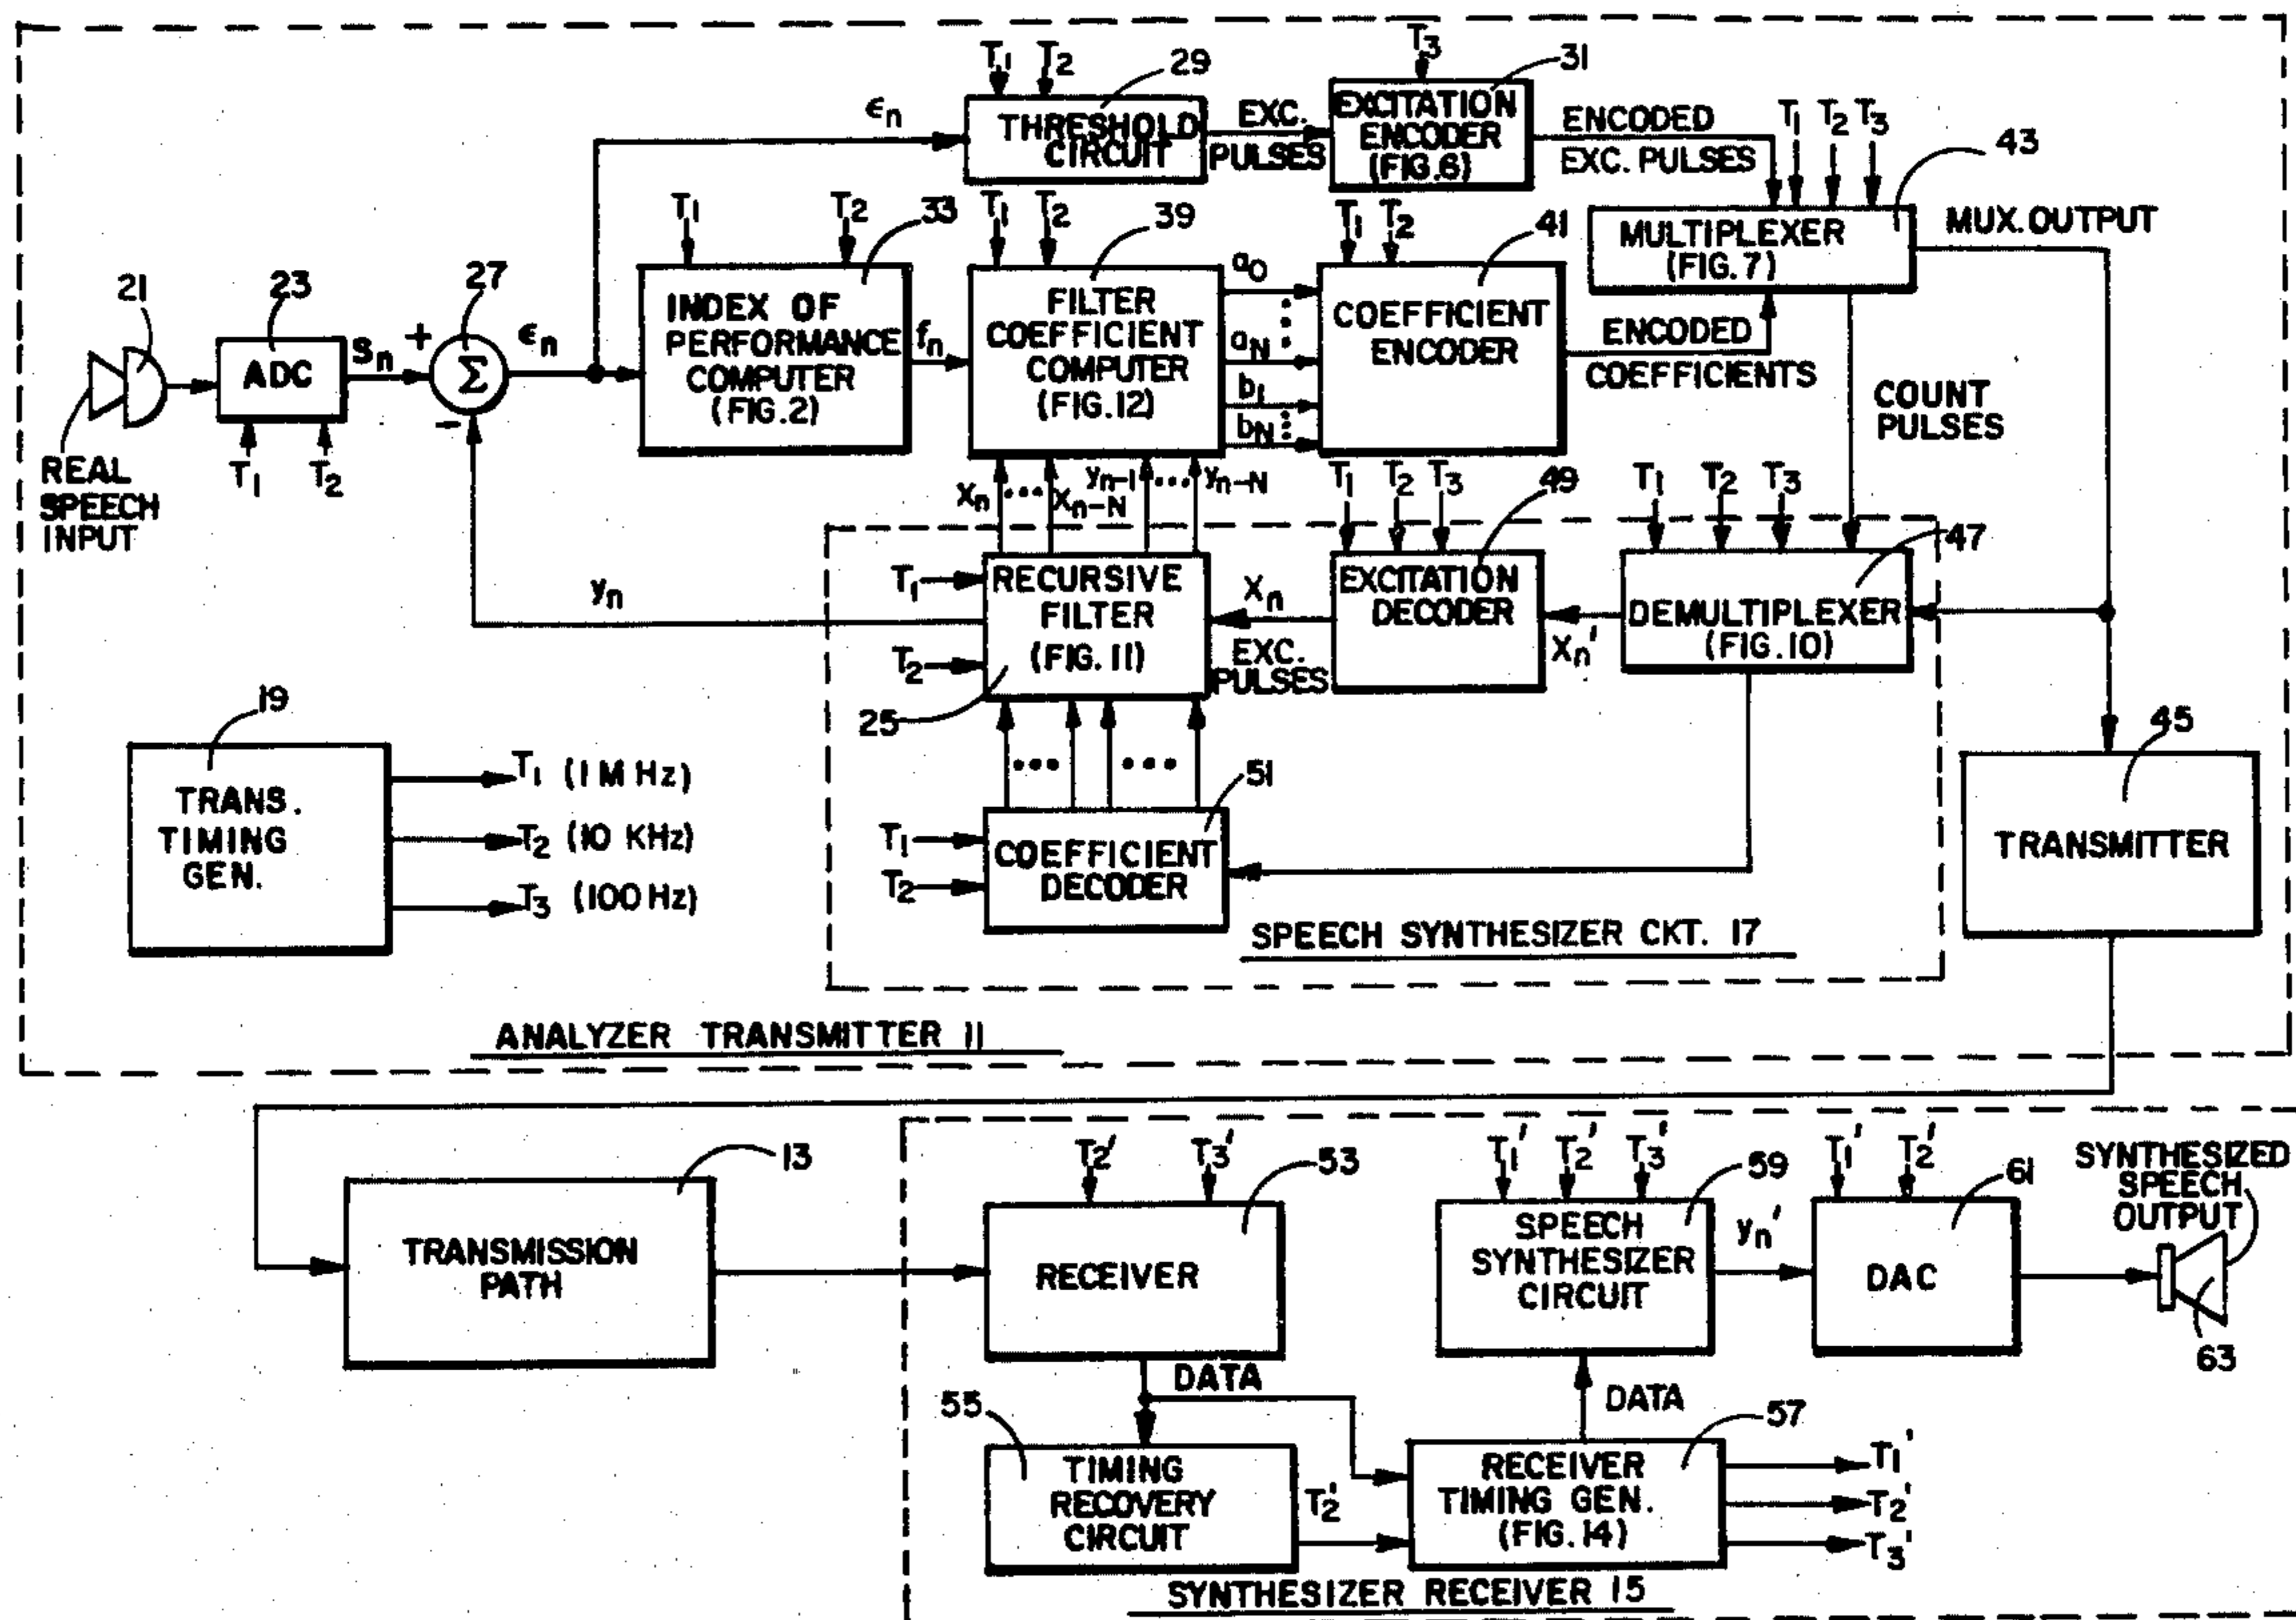 T1 T2
29
T3
31
εn
THRESHOLD
CIRCUIT
EXC.
PULSES
EXCITATION
ENCODER
(FIG.6)
ENCODED
EXC. PULSES
T1 T2 T3
43
T1 T2
33
T1 T2
39
T1 T2
41
MULTIPLEXER
(FIG. 7)
MUX. OUTPUT
21
23
27
ADC
Sn
+
-
Σ
εn
INDEX OF
PERFORMANCE
COMPUTER
(FIG.2)
fn
FILTER
COEFFICIENT
COMPUTER
(FIG.12)
a0
aN
b1
bN
COEFFICIENT
ENCODER
ENCODED
COEFFICIENTS
COUNT
PULSES
REAL
SPEECH
INPUT
T1 T2
Xn ... Xn-N yn-1 ... yn-N
T1 T2 T3
49
T1 T2 T3
47
yn
T1
T2
RECURSIVE
FILTER
(FIG. 11)
25
Xn
EXC.
PULSES
EXCITATION
DECODER
Xn'
DEMULTIPLEXER
(FIG. 10)
19
TRANS.
TIMING
GEN.
T1 (1 MHz)
T2 (10 KHz)
T3 (100 Hz)
... ...
51
T1
T2
COEFFICIENT
DECODER
SPEECH SYNTHESIZER CKT. 17
45
TRANSMITTER
ANALYZER TRANSMITTER 11
13
TRANSMISSION
PATH
T2' T3'
53
RECEIVER
T1' T2' T3'
59
SPEECH
SYNTHESIZER
CIRCUIT
yn'
T1' T2'
61
DAC
SYNTHESIZED
SPEECH
OUTPUT
63
DATA
DATA
55
TIMING
RECOVERY
CIRCUIT
T2'
57
RECEIVER
TIMING GEN.
(FIG. 14)
T1'
T2'
T3'
SYNTHESIZER RECEIVER 15